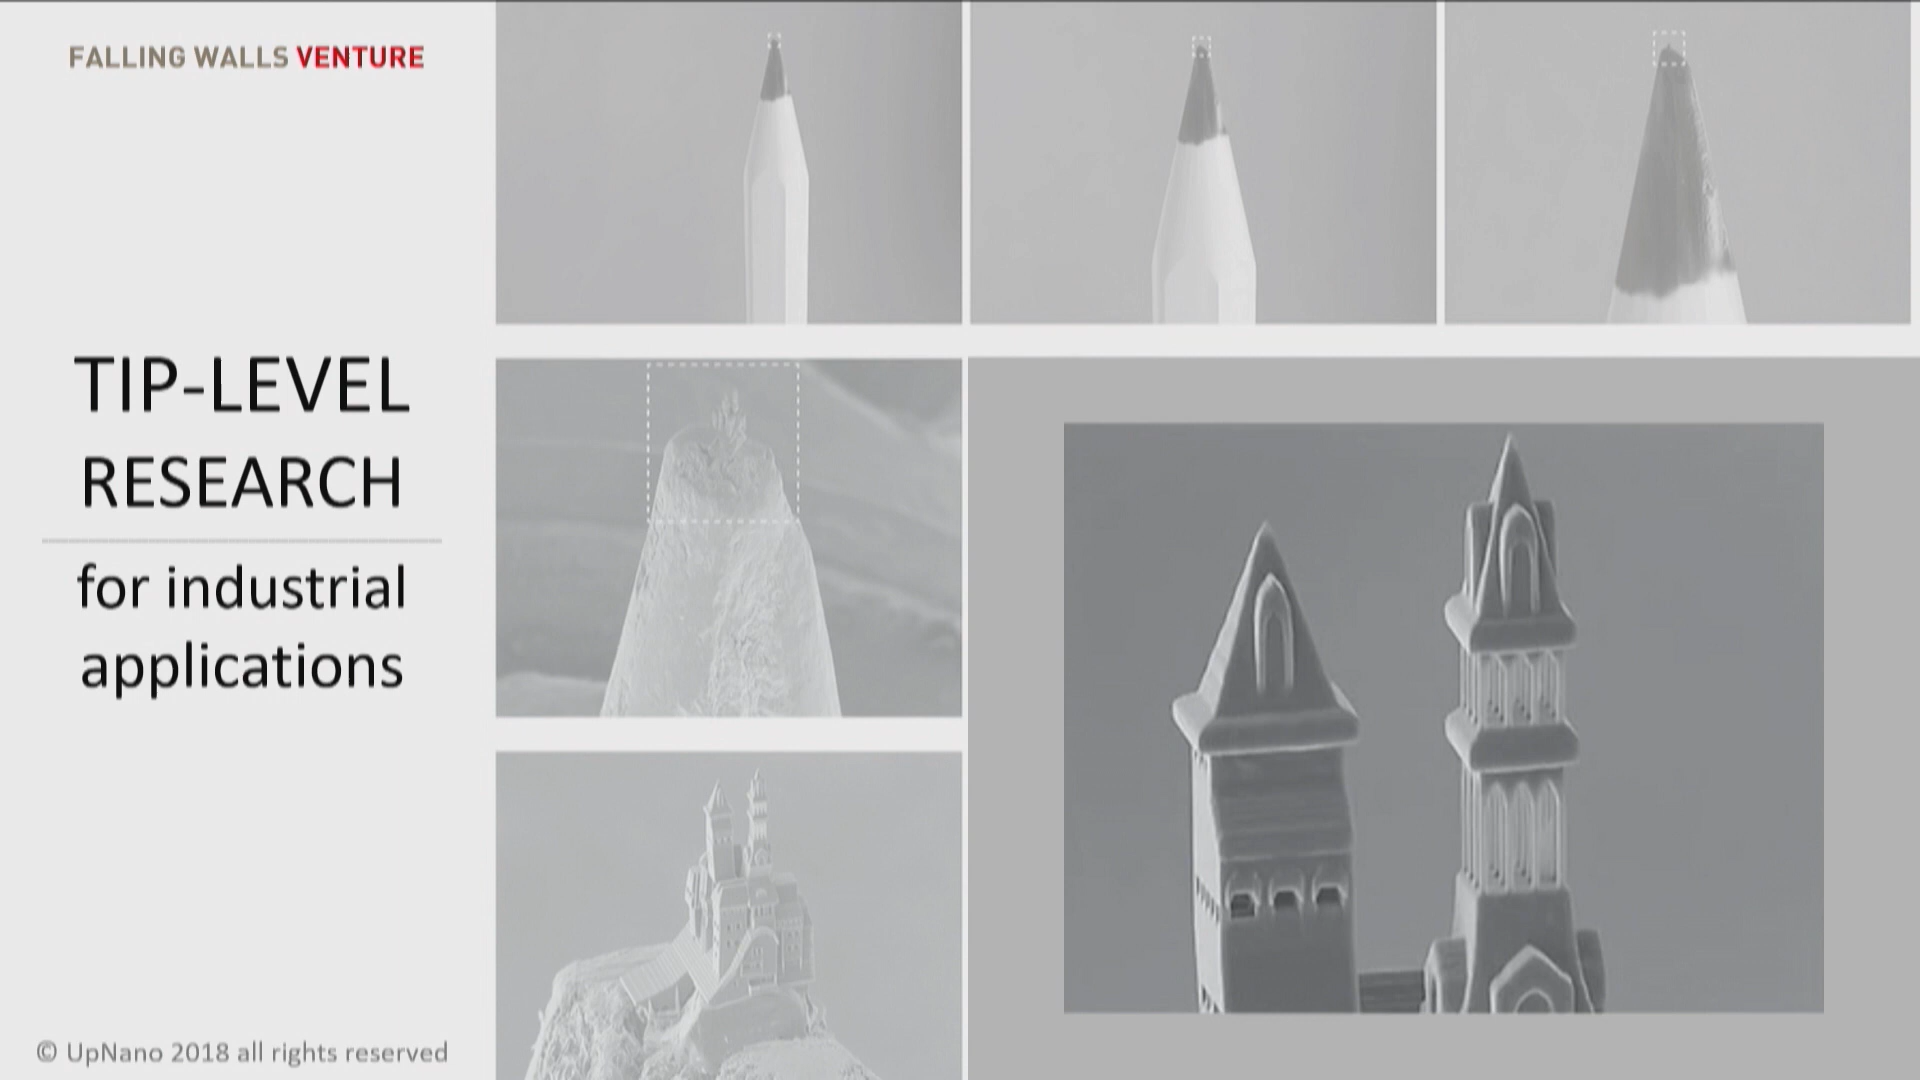 FALLING WALLS VENTURE
TIP-LEVEL
RESEARCH
for industrial
applications
© UpNano 2018 all rights reserved